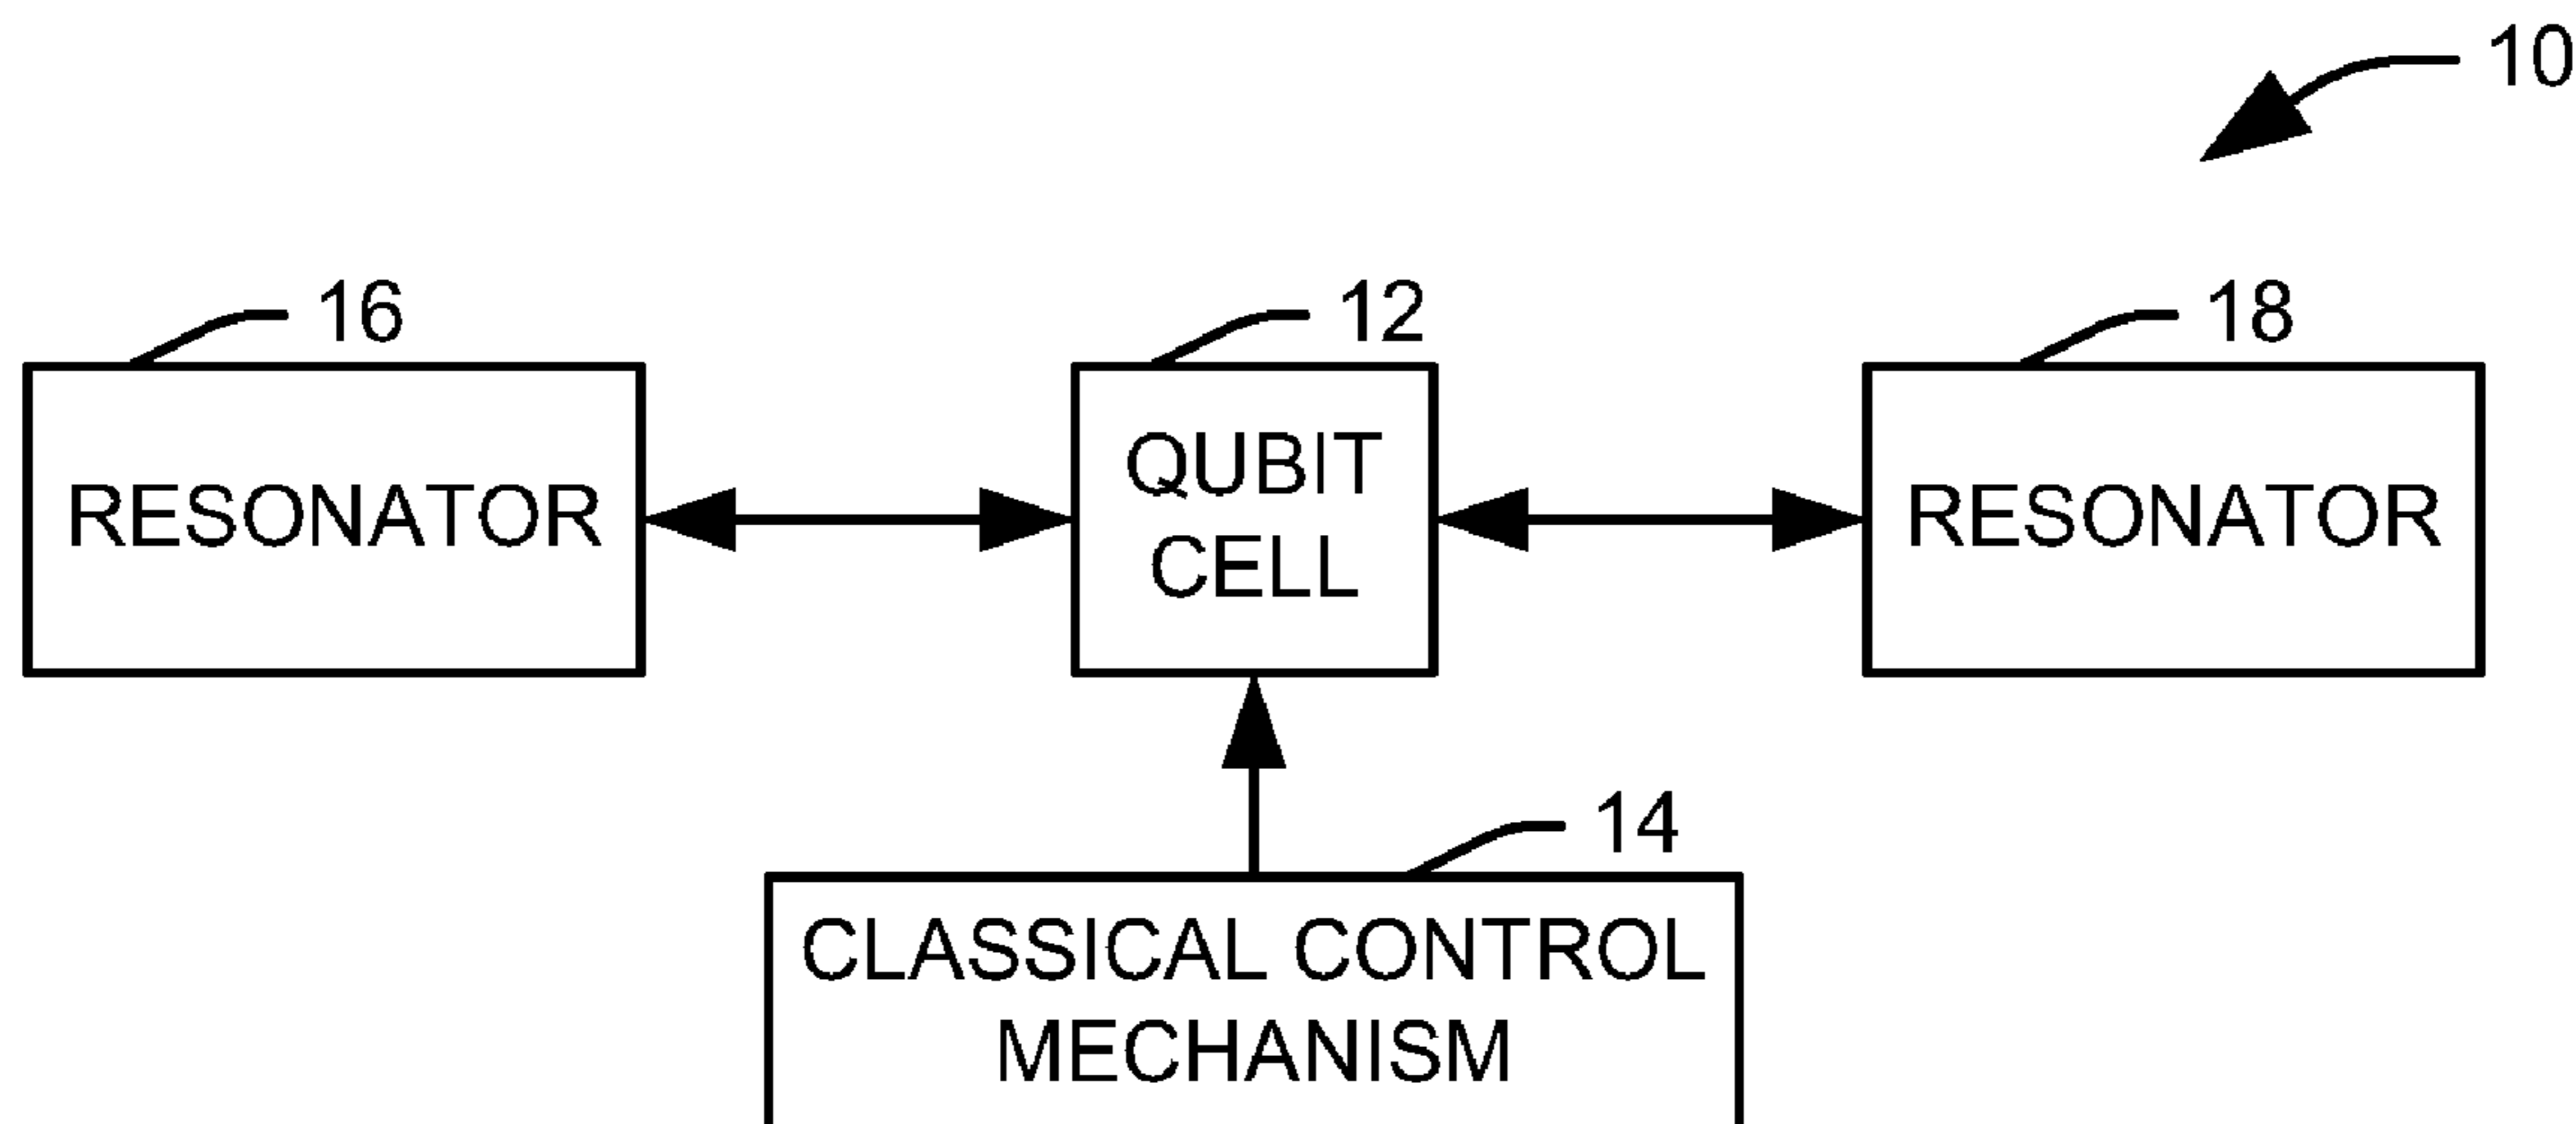 10
16
12
18
RESONATOR
QUBIT
CELL
RESONATOR
14
CLASSICAL CONTROL
MECHANISM